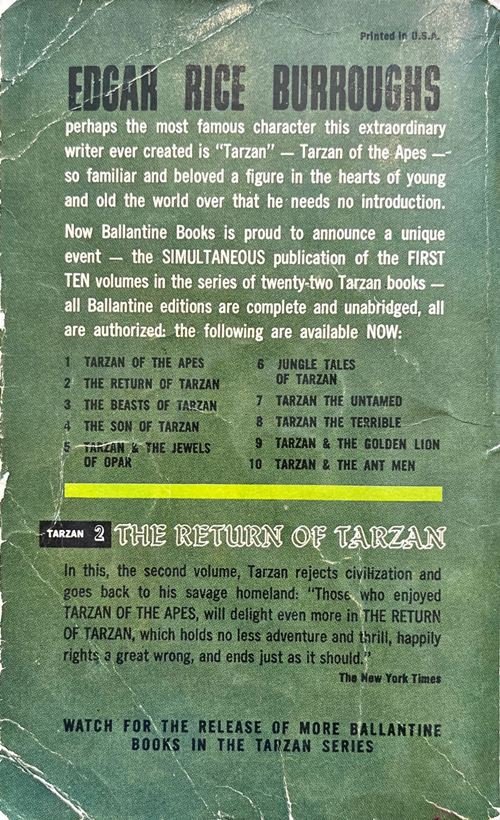 Printed in U.S.A.
EDGAR RICE BURROUGHS
perhaps the most famous character this extraordinary
writer ever created is “Tarzan” — Tarzan of the Apes —
so familiar and beloved a figure in the hearts of young
and old the world over that he needs no introduction.
Now Ballantine Books is proud to announce a unique
event — the SIMULTANEOUS publication of the FIRST
TEN volumes in the series of twenty-two Tarzan books —
all Ballantine editions are complete and unabridged, all
are authorized: the following are available NOW:
1 TARZAN OF THE APES
2 THE RETURN OF TARZAN
3 THE BEASTS OF TARZAN
4 THE SON OF TARZAN
5 TARZAN & THE JEWELS
OF OPAR
6 JUNGLE TALES
OF TARZAN
7 TARZAN THE UNTAMED
8 TARZAN THE TERRIBLE
9 TARZAN & THE GOLDEN LION
10 TARZAN & THE ANT MEN
TARZAN 2 THE RETURN OF TARZAN
In this, the second volume, Tarzan rejects civilization and
goes back to his savage homeland: “Those who enjoyed
TARZAN OF THE APES, will delight even more in THE RETURN
OF TARZAN, which holds no less adventure and thrill, happily
rights a great wrong, and ends just as it should.”
The New York Times
WATCH FOR THE RELEASE OF MORE BALLANTINE
BOOKS IN THE TARZAN SERIES